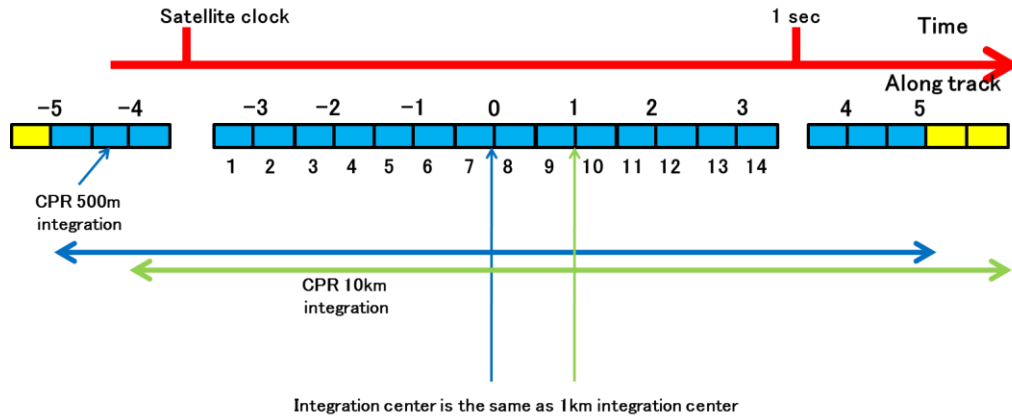 Satellite clock
1 sec
Time
Along track
-5 -4 -3 -2 -1 0 1 2 3 4 5
1 2 3 4 5 6 7 8 9 10 11 12 13 14
CPR 500m
integration
CPR 10km
integration
Integration center is the same as 1km integration center